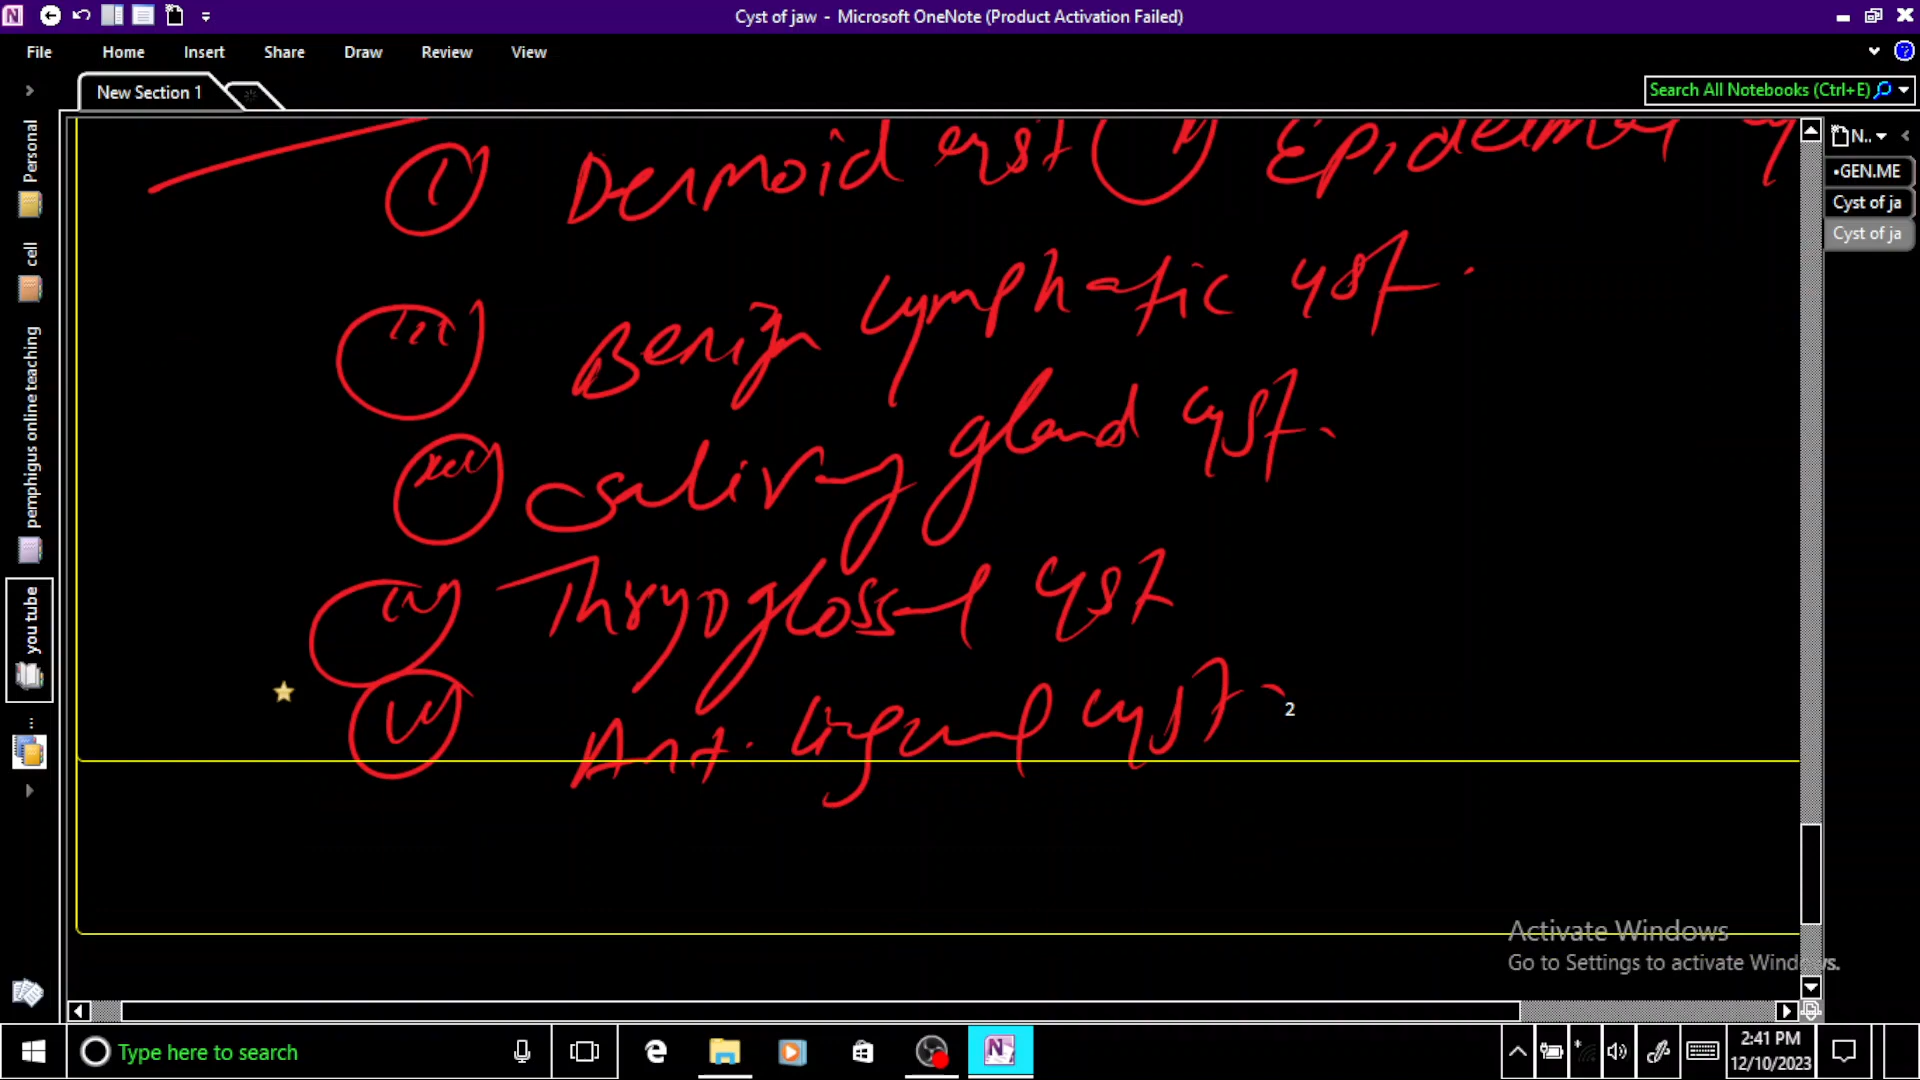 Cyst of jaw - Microsoft OneNote (Product Activation Failed)
File Home Insert Share Draw Review View
New Section 1
Search All Notebooks (Ctrl+E)
N..
•GEN.ME
Cyst of ja
Cyst of ja
Personal
cell
pemphigus online teaching
you tube
...
(i) Dermoid cyst (ii) Epidermal
(iii) Benign lymphatic cyst.
salivary gland cyst.
(iv) Thryoglossal cyst
Ant. lingual cyst.
2
Activate Windows
Go to Settings to activate Windows.
Type here to search
2:41 PM
12/10/2023